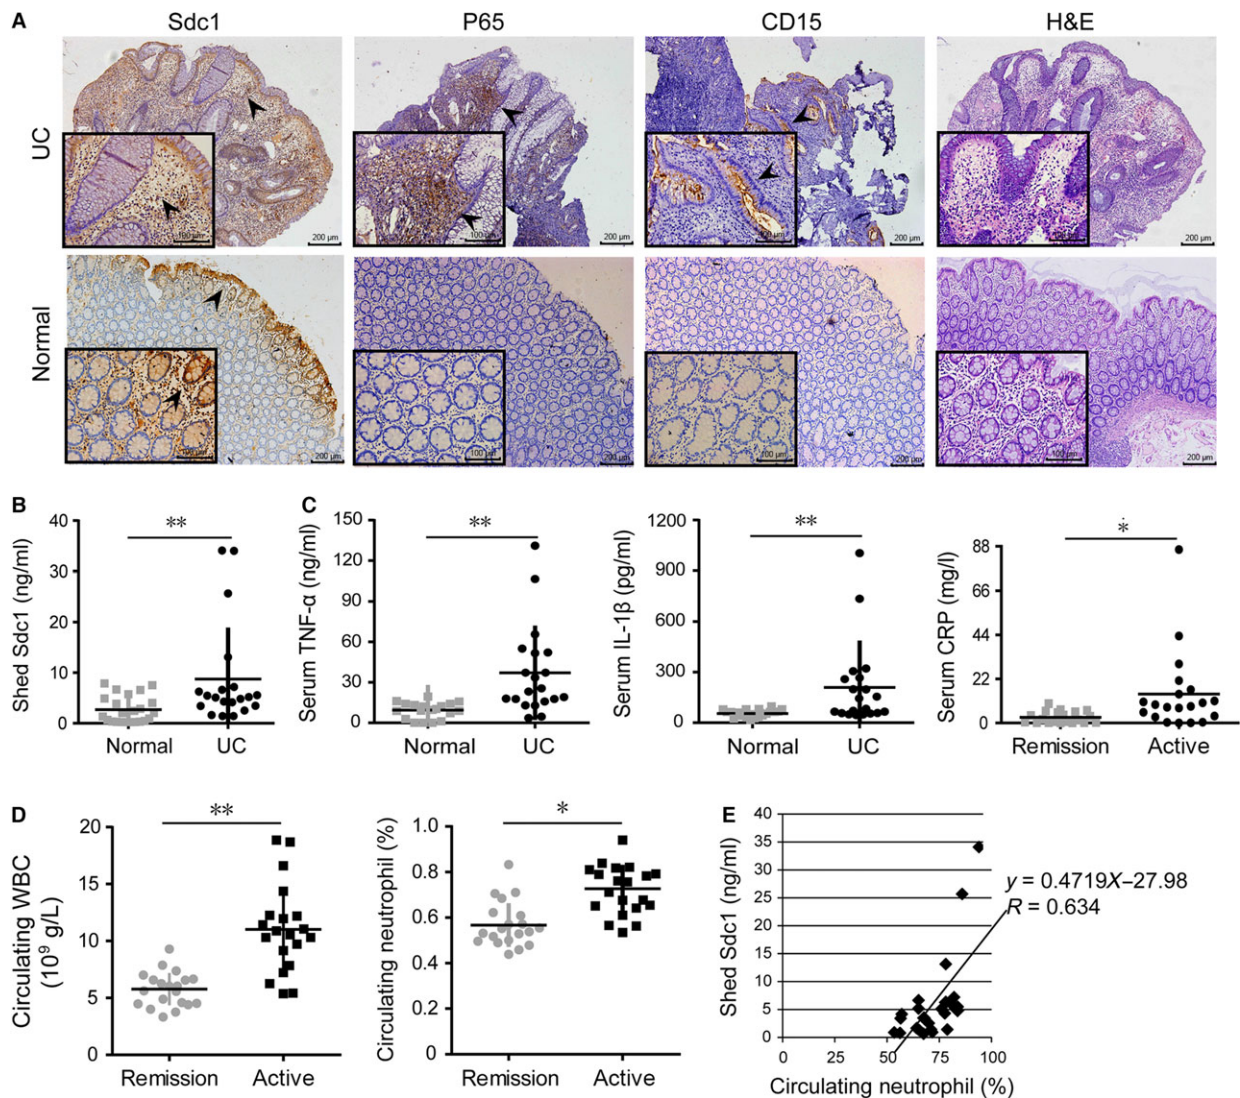 A
Sdc1 P65 CD15 H&E
UC
100 µm 200 µm 100 µm 200 µm 200 µm 100 µm 200 µm
Normal
100 µm 200 µm 100 µm 200 µm 100 µm 200 µm 100 µm 200 µm
B
Shed Sdc1 (ng/ml)
40
30
20
10
0
**
Normal UC
C
Serum TNF-α (ng/ml)
150
120
90
60
30
0
**
Normal UC
Serum IL-1β (pg/ml)
1200
900
600
300
0
**
Normal UC
Serum CRP (mg/l)
88
66
44
22
0
*
Remission Active
D
Circulating WBC
(10⁹ g/L)
20
15
10
5
0
**
Remission Active
Circulating neutrophil (%)
1.0
0.8
0.6
0.4
0.2
0
*
Remission Active
E
Shed Sdc1 (ng/ml)
40
35
30
25
20
15
10
5
0
y = 0.4719X–27.98
R = 0.634
0 25 50 75 100
Circulating neutrophil (%)